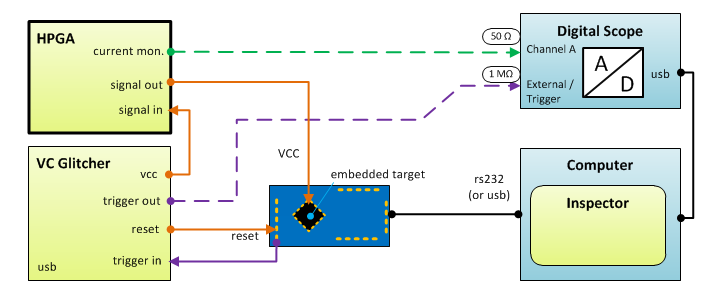 HPGA
current mon.
signal out
signal in
VC Glitcher
vcc
trigger out
reset
trigger in
usb
VCC
embedded target
reset
rs232
(or usb)
50 Ω
1 MΩ
Digital Scope
Channel A
External /
Trigger
A
D
usb
Computer
Inspector